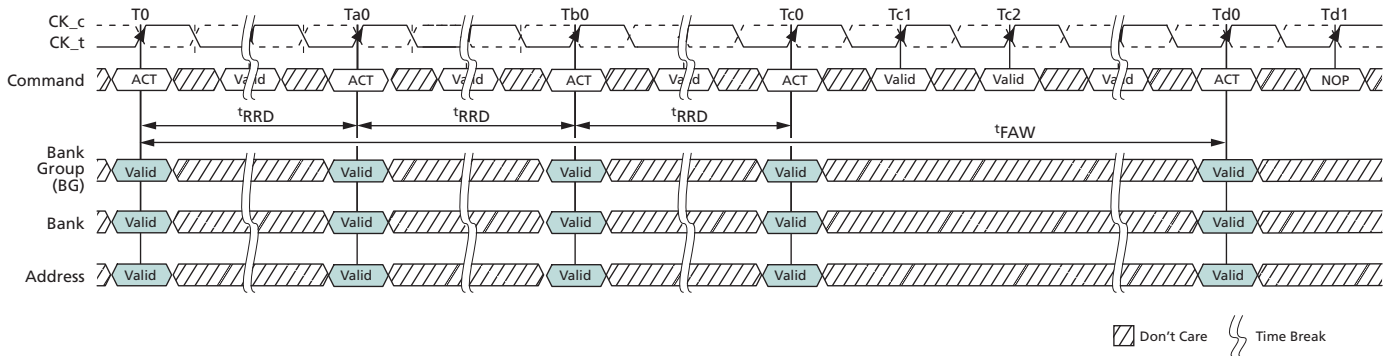 T0 Ta0 Tb0 Tc0 Tc1 Tc2 Td0 Td1
CK_c
CK_t
Command ACT Valid ACT Valid ACT Valid ACT Valid Valid Valid ACT NOP
tRRD tRRD tRRD
tFAW
Bank
Group
(BG)
Valid Valid Valid Valid Valid
Bank Valid Valid Valid Valid Valid
Address Valid Valid Valid Valid Valid
Don't Care Time Break